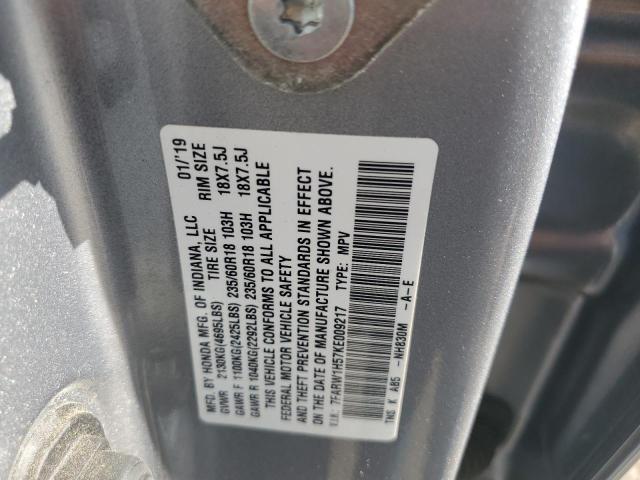 MFD. BY HONDA MFG. OF INDIANA, LLC 01/'19
GVWR 2130KG(4695LBS) TIRE SIZE RIM SIZE
GAWR F 1100KG(2425LBS) 235/60R18 103H 18X7.5J
GAWR R 1040KG(2292LBS) 235/60R18 103H 18X7.5J
THIS VEHICLE CONFORMS TO ALL APPLICABLE
FEDERAL MOTOR VEHICLE SAFETY
AND THEFT PREVENTION STANDARDS IN EFFECT
ON THE DATE OF MANUFACTURE SHOWN ABOVE.
V.I.N. 7FARW1H57KE009217 TYPE: MPV
TNS K A85 -NH830M -A-E